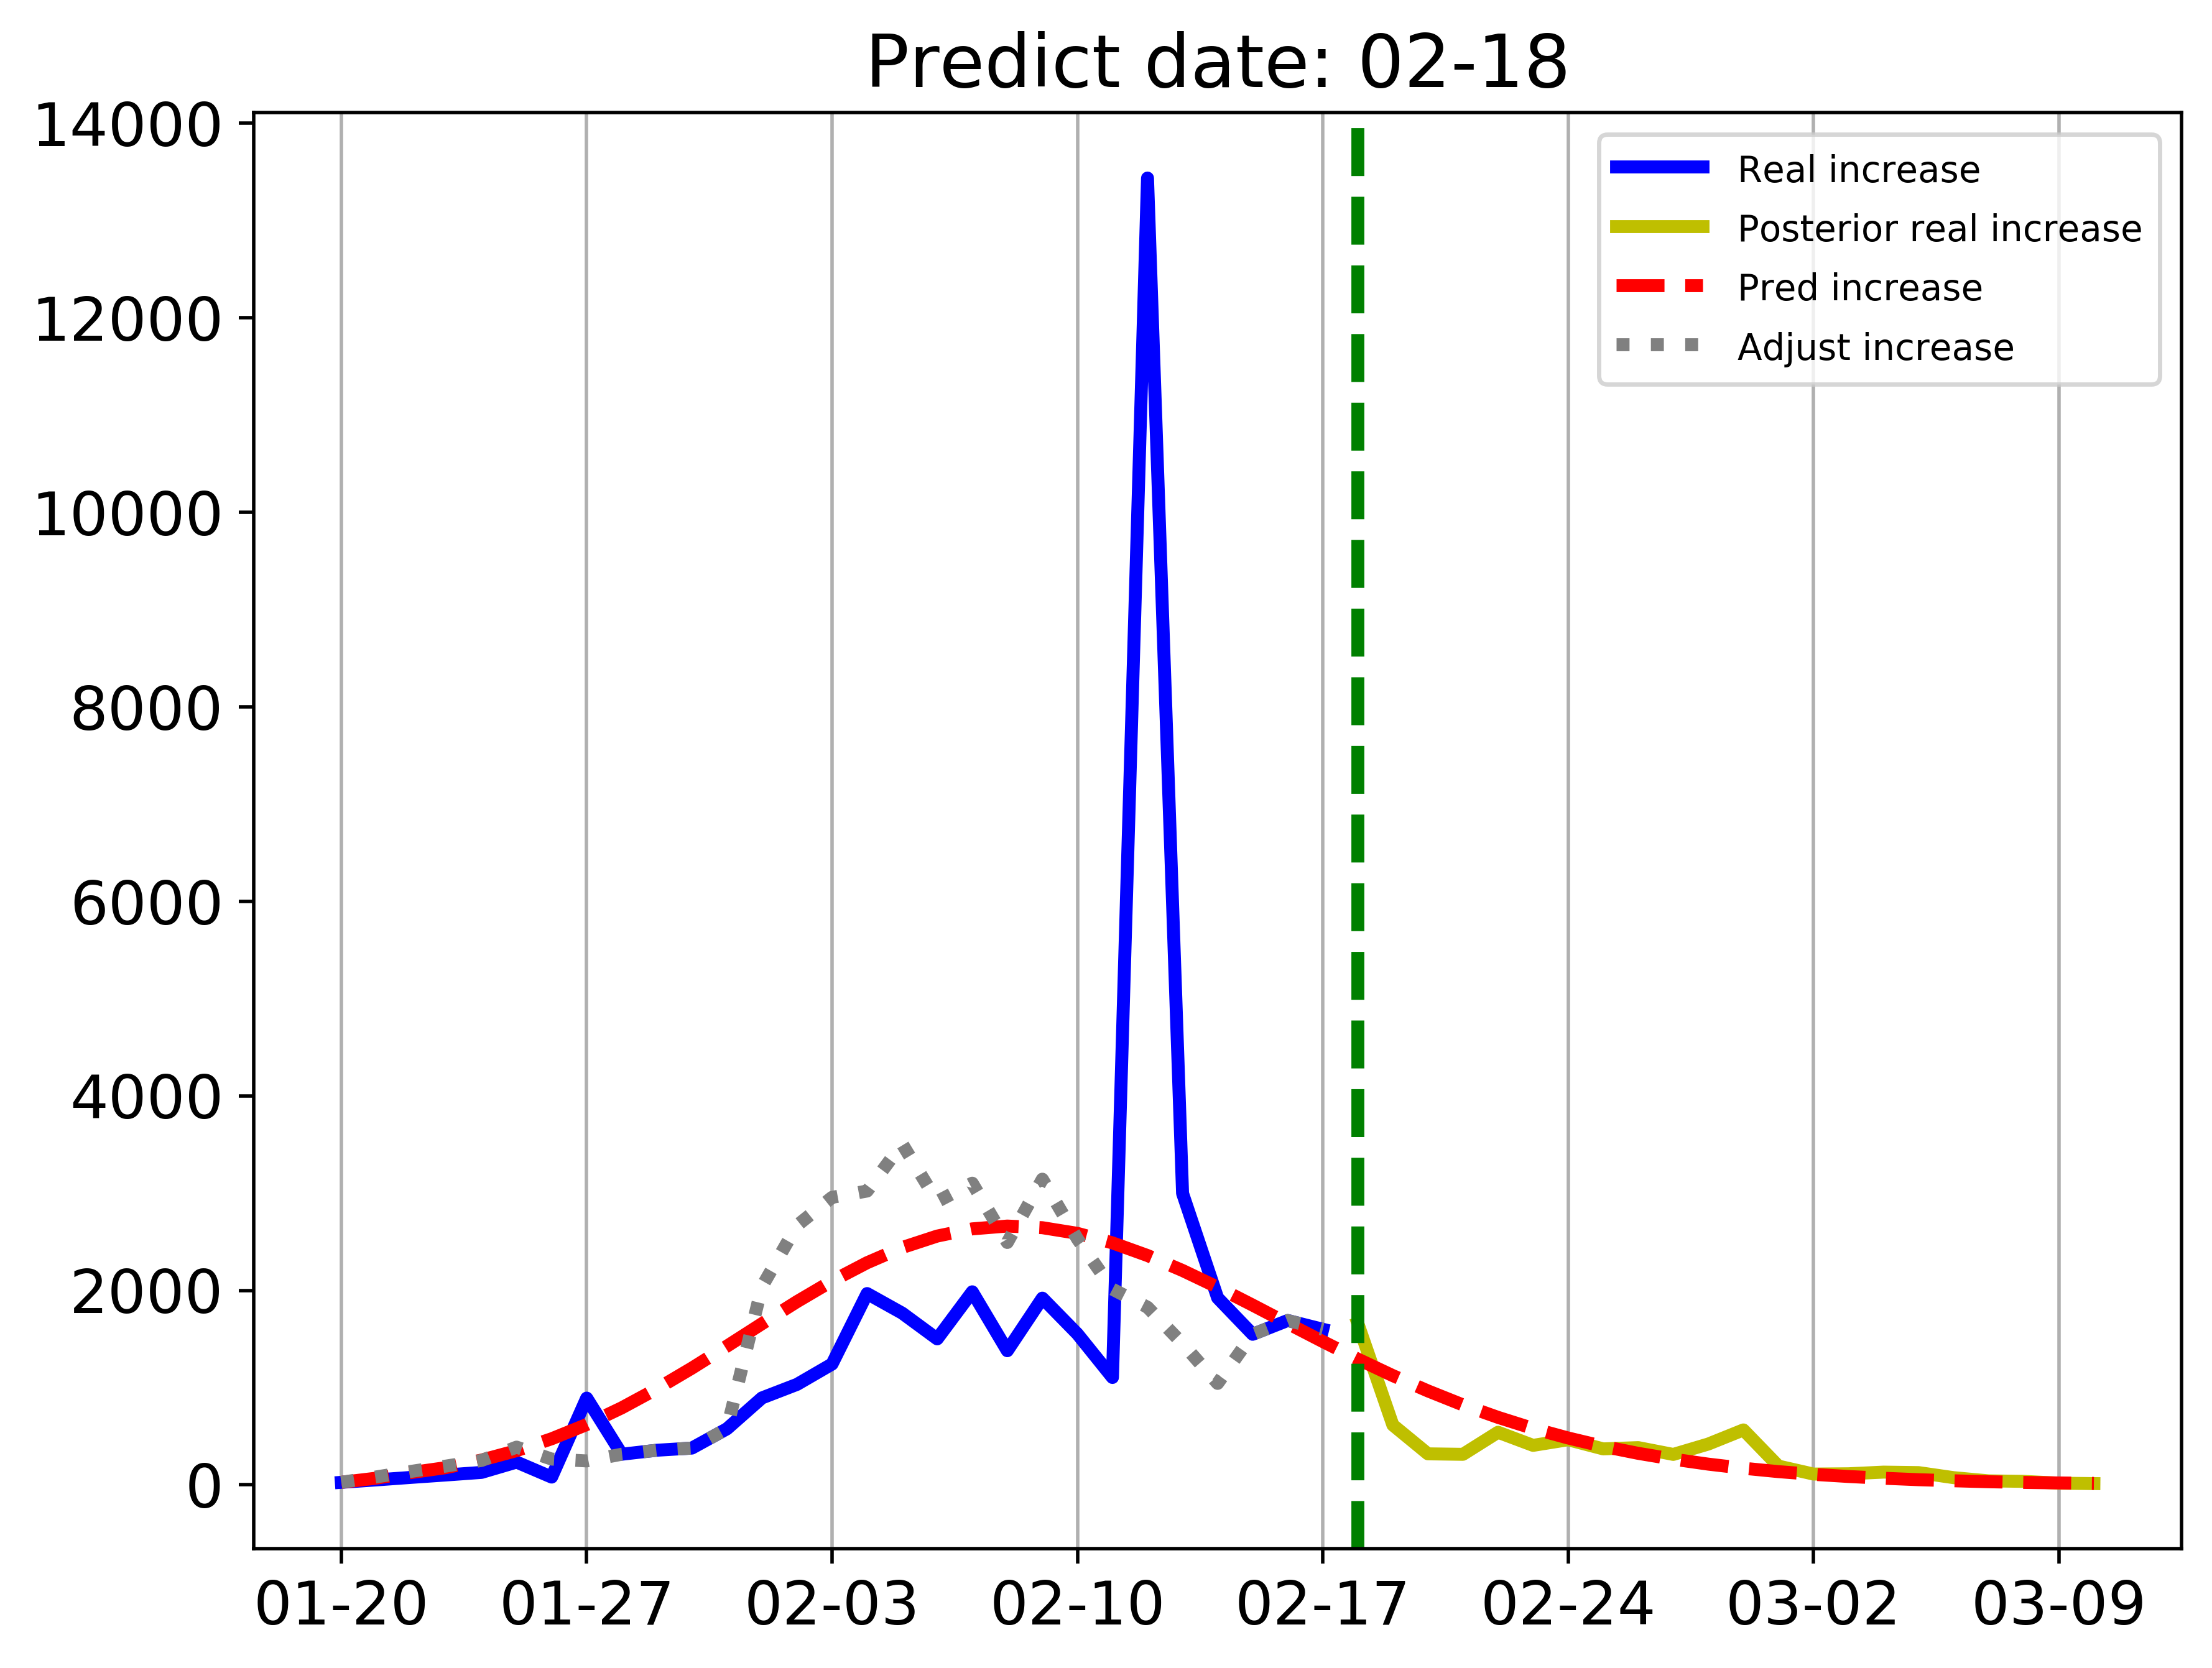 Predict date: 02-18
14000
12000
10000
8000
6000
4000
2000
0
Real increase
Posterior real increase
Pred increase
Adjust increase
01-20 01-27 02-03 02-10 02-17 02-24 03-02 03-09